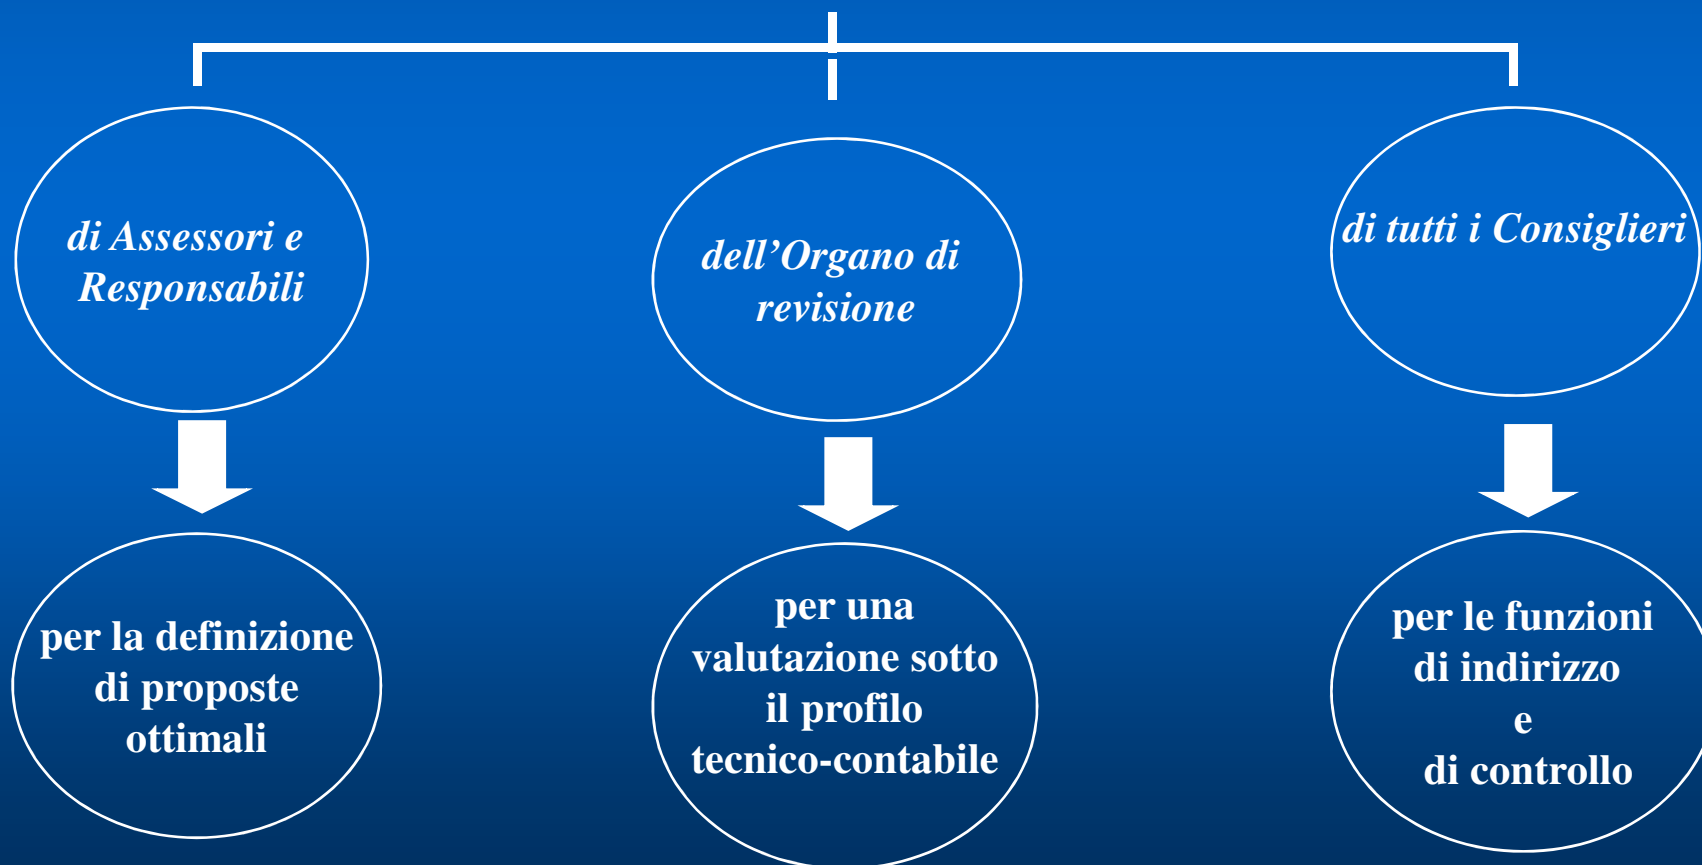 di Assessori e
Responsabili
dell’Organo di
revisione
di tutti i Consiglieri
per la definizione
di proposte
ottimali
per una
valutazione sotto
il profilo
tecnico-contabile
per le funzioni
di indirizzo
e
di controllo